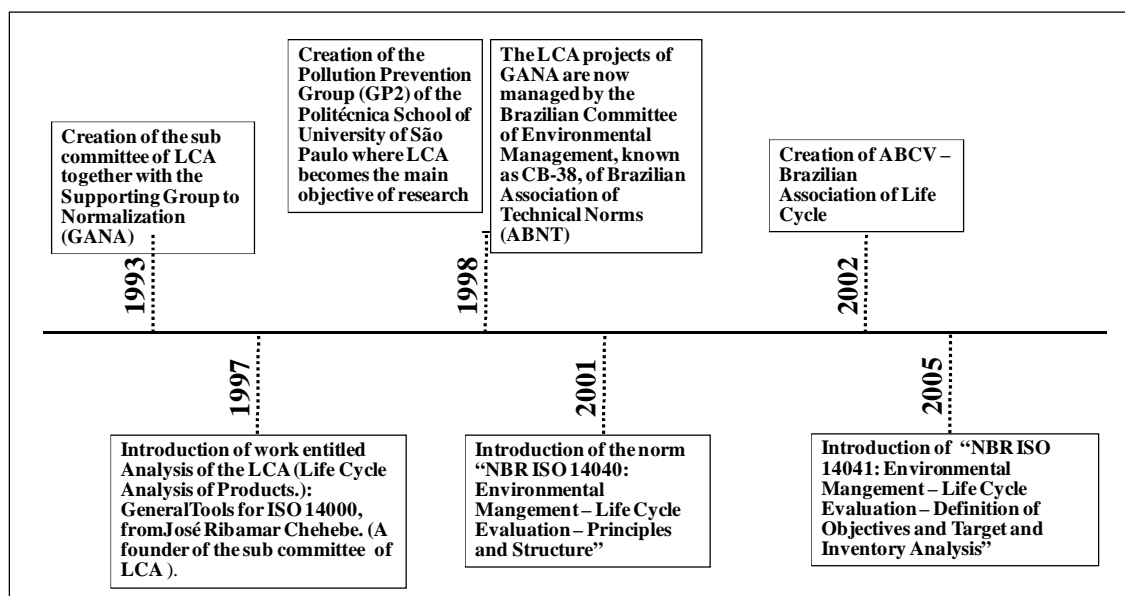 Creation of the sub
committee of LCA
together with the
Supporting Group to
Normalization
(GANA)
1993
Creation of the
Pollution Prevention
Group (GP2) of the
Politécnica School of
University of São
Paulo where LCA
becomes the main
objective of research
The LCA projects of
GANA are now
managed by the
Brazilian Committee
of Environmental
Management, known
as CB-38, of Brazilian
Association of
Technical Norms
(ABNT)
1998
Creation of ABCV –
Brazilian
Association of Life
Cycle
2002
1997
Introduction of work entitled
Analysis of the LCA (Life Cycle
Analysis of Products.):
GeneralTools for ISO 14000,
fromJosé Ribamar Chehebe. (A
founder of the sub committee of
LCA ).
2001
Introduction of the norm
“NBR ISO 14040:
Environmental
Mangement – Life Cycle
Evaluation – Principles
and Structure”
2005
Introduction of “NBR ISO
14041: Environmental
Mangement – Life Cycle
Evaluation – Definition of
Objectives and Target and
Inventory Analysis”